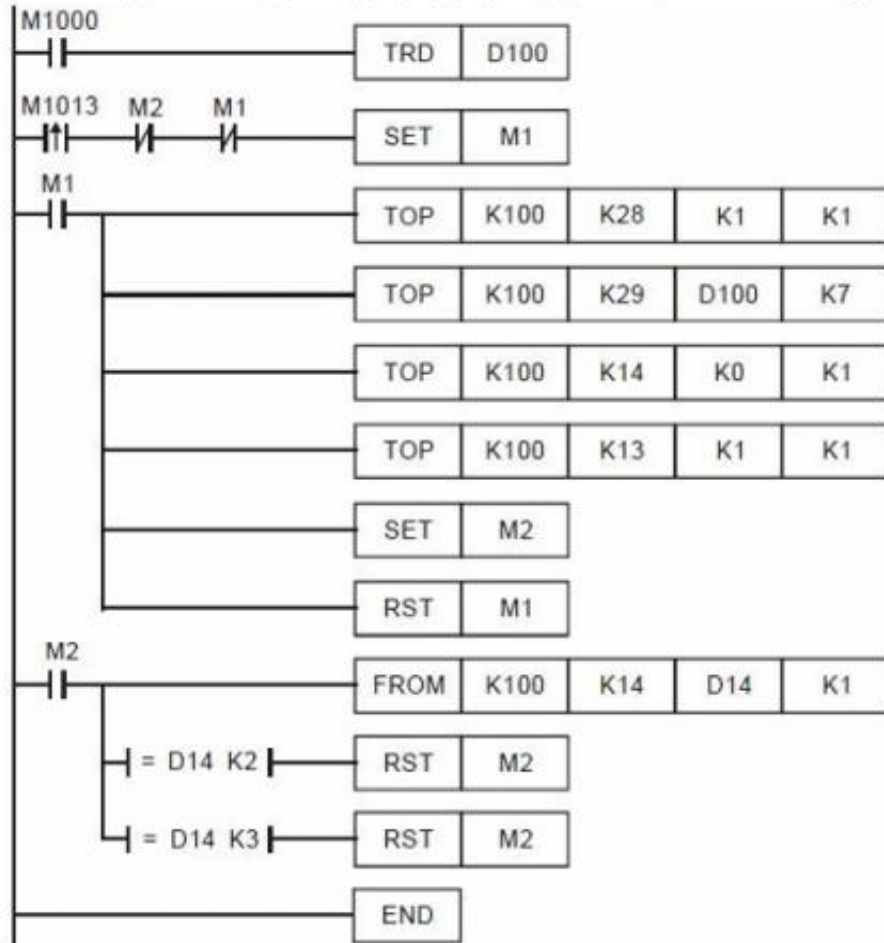 M1000
TRD D100
M1013 M2 M1
SET M1
M1
TOP K100 K28 K1 K1
TOP K100 K29 D100 K7
TOP K100 K14 K0 K1
TOP K100 K13 K1 K1
SET M2
RST M1
M2
FROM K100 K14 D14 K1
= D14 K2 RST M2
= D14 K3 RST M2
END